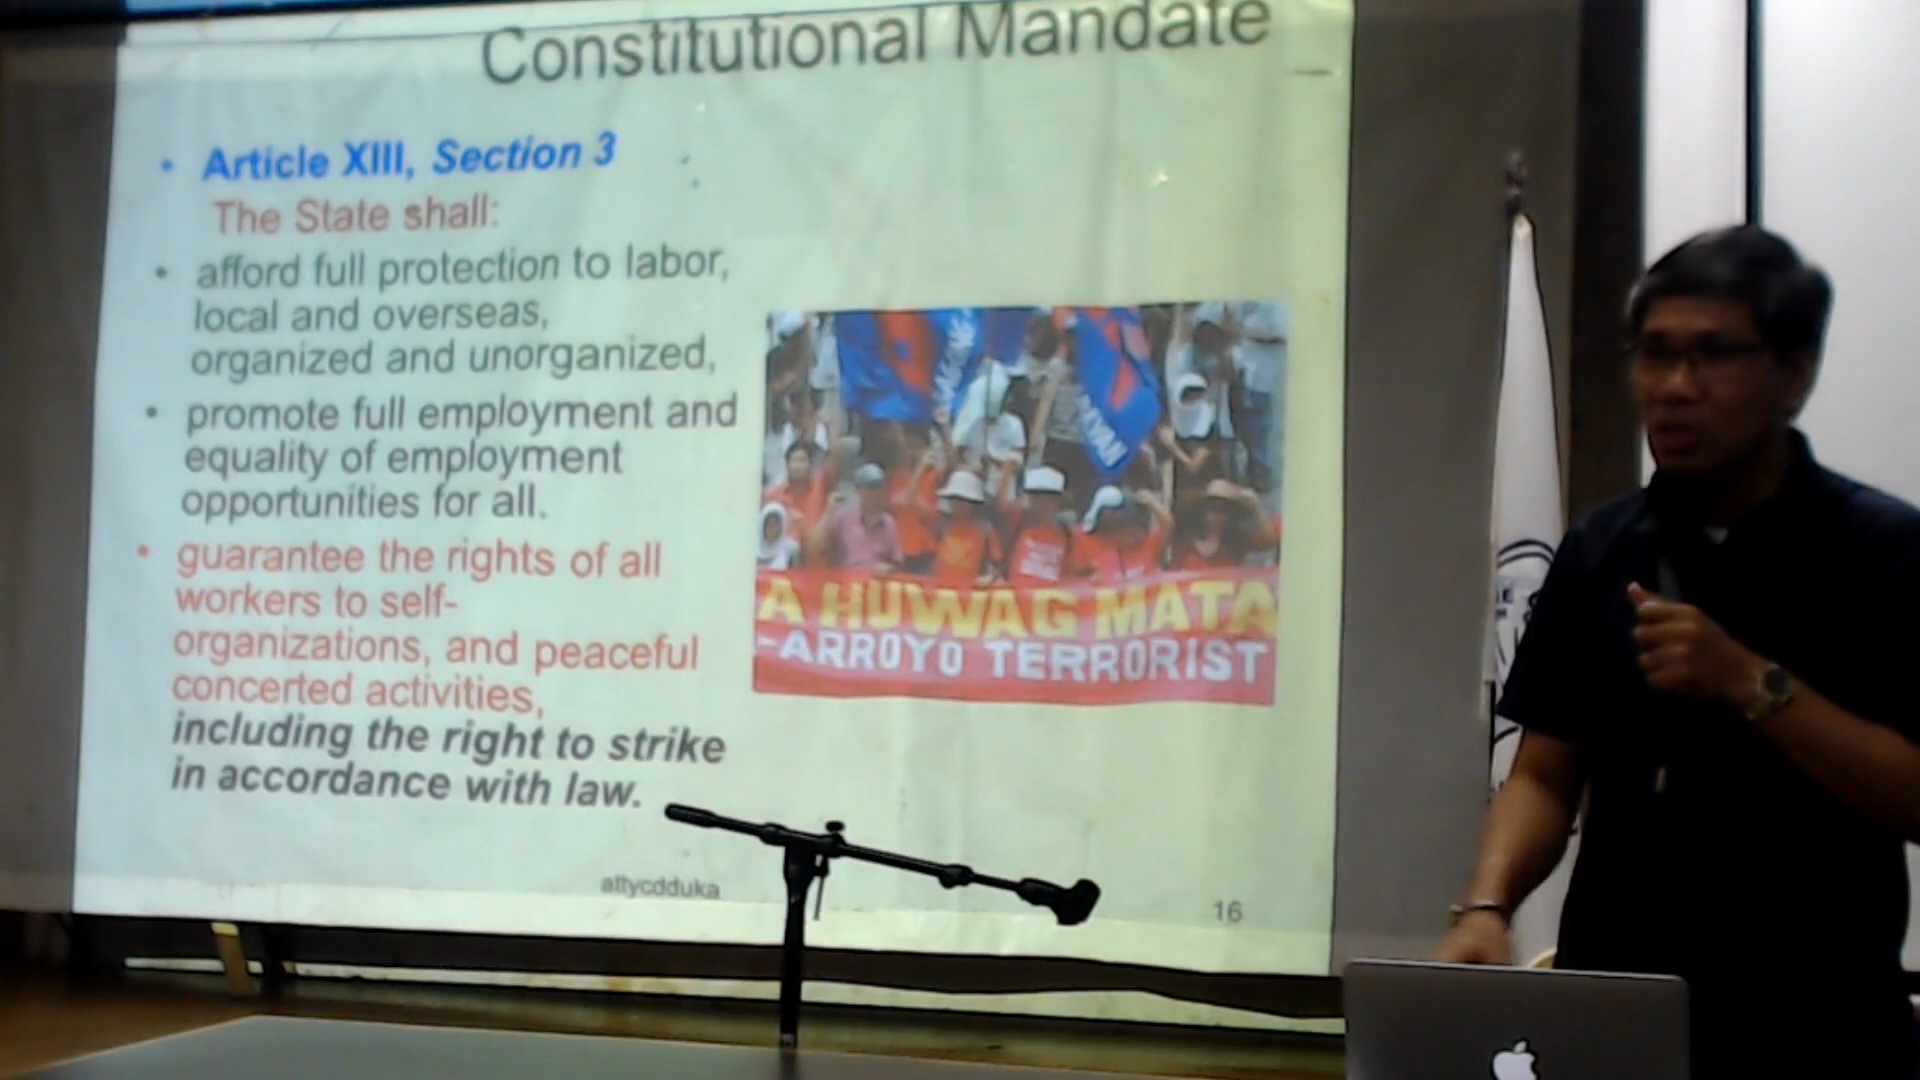 Constitutional Mandate
• Article XIII, Section 3
The State shall:
• afford full protection to labor,
local and overseas,
organized and unorganized,
• promote full employment and
equality of employment
opportunities for all.
• guarantee the rights of all
workers to self-
organizations, and peaceful
concerted activities,
including the right to strike
in accordance with law.
A HUWAG MATA
-ARROYO TERRORIST
attycdduka
16